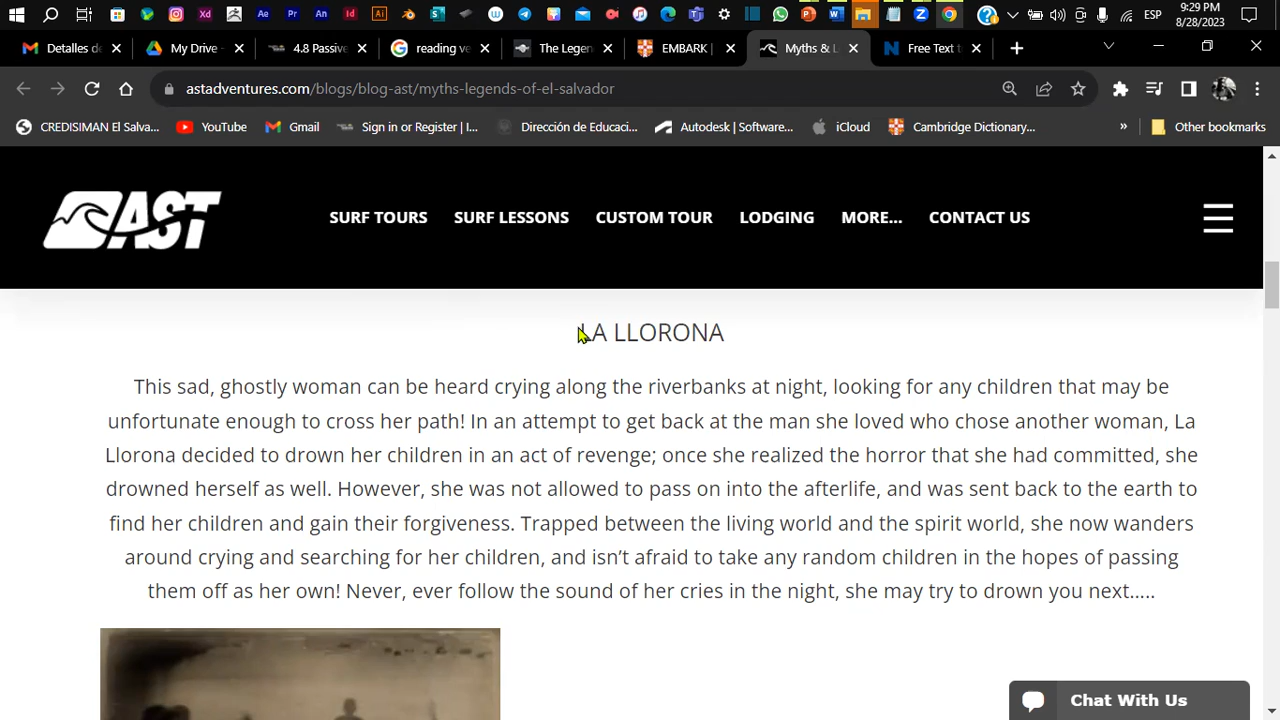 ESP
9:29 PM
8/28/2023
Detalles de
My Drive -
4.8 Passive
reading ve
The Legen
EMBARK |
Myths & L
Free Text t
astadventures.com/blogs/blog-ast/myths-legends-of-el-salvador
CREDISIMAN El Salva...
YouTube
Gmail
Sign in or Register | I...
Dirección de Educaci...
Autodesk | Software...
iCloud
Cambridge Dictionary...
»
Other bookmarks
AST
SURF TOURS
SURF LESSONS
CUSTOM TOUR
LODGING
MORE...
CONTACT US
LA LLORONA
This sad, ghostly woman can be heard crying along the riverbanks at night, looking for any children that may be
unfortunate enough to cross her path! In an attempt to get back at the man she loved who chose another woman, La
Llorona decided to drown her children in an act of revenge; once she realized the horror that she had committed, she
drowned herself as well. However, she was not allowed to pass on into the afterlife, and was sent back to the earth to
find her children and gain their forgiveness. Trapped between the living world and the spirit world, she now wanders
around crying and searching for her children, and isn’t afraid to take any random children in the hopes of passing
them off as her own! Never, ever follow the sound of her cries in the night, she may try to drown you next…..
Chat With Us